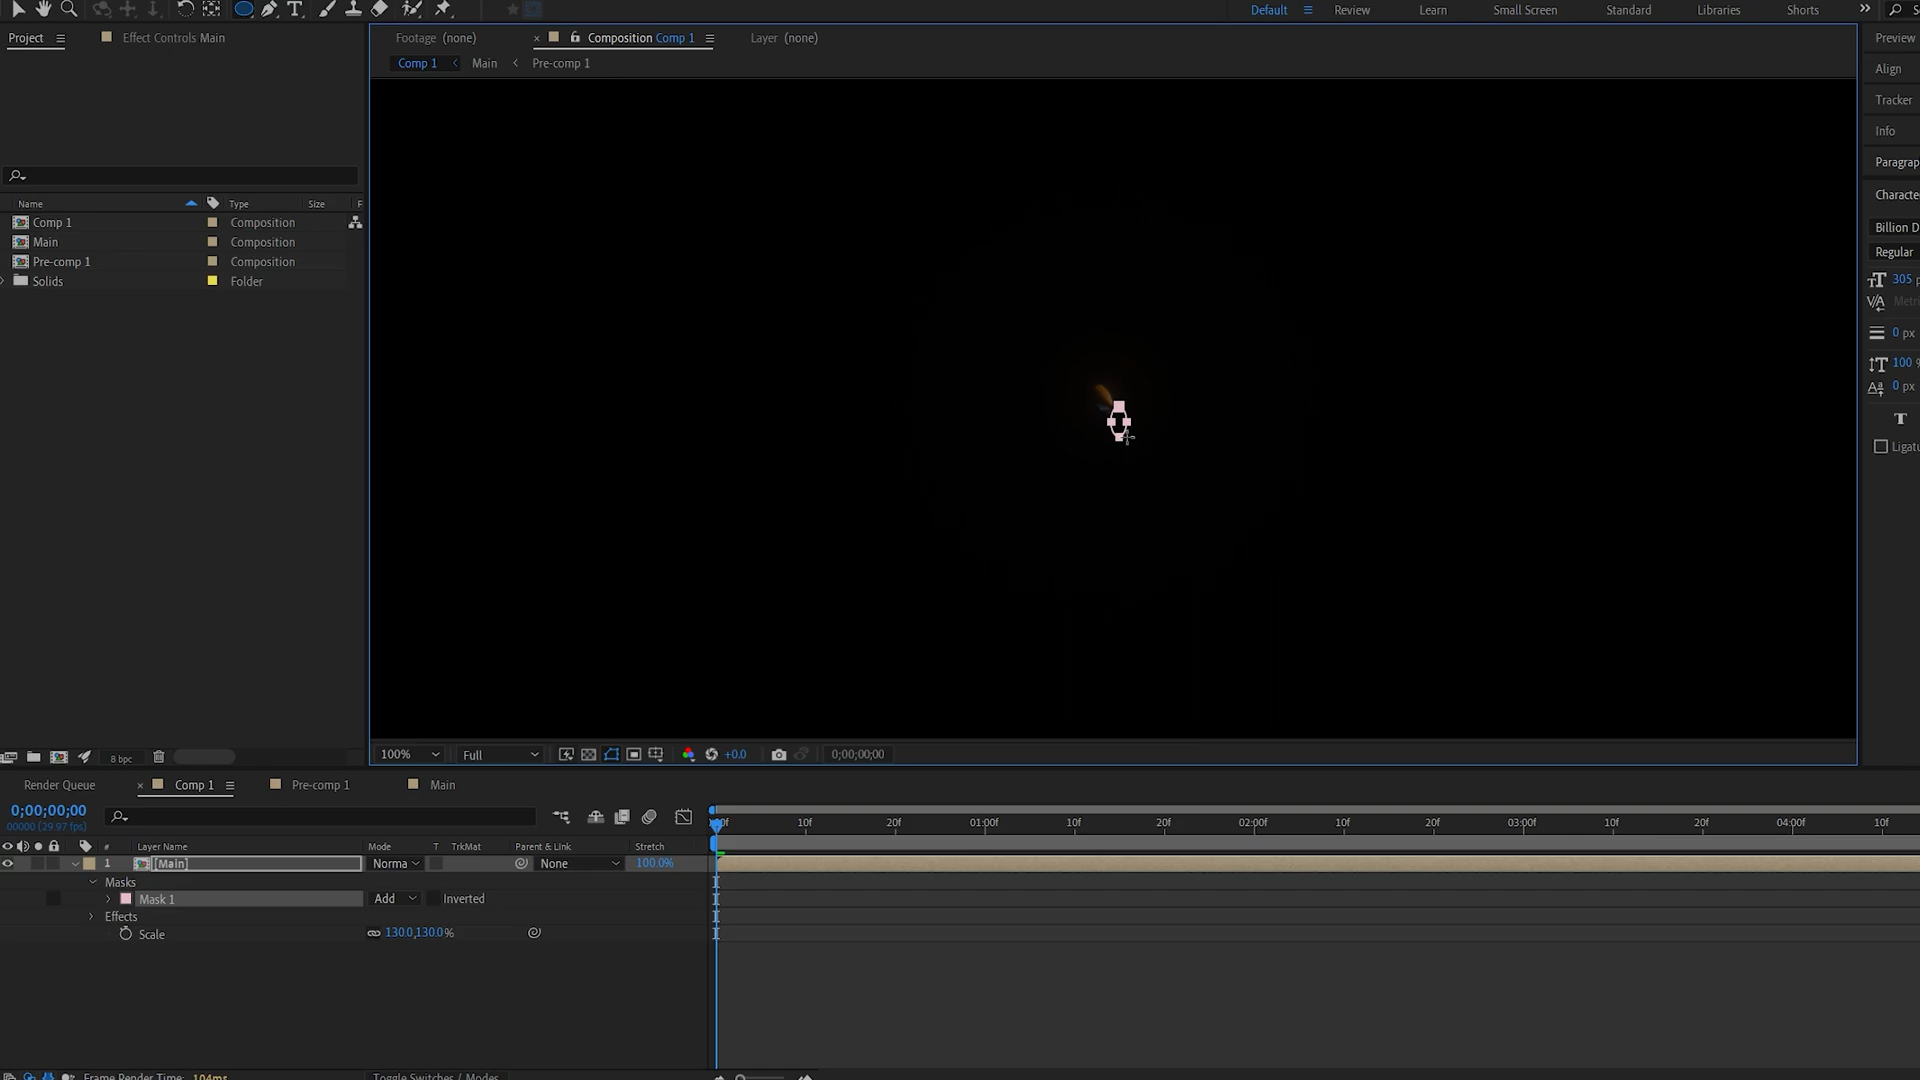 Default Review Learn Small Screen Standard Libraries Shorts
Project Effect Controls Main Footage (none) Composition Comp 1 Layer (none) Preview
Comp 1 Main Pre-comp 1
Align
Tracker
Info
Paragrap
Name Type Size F Characte
Comp 1 Composition
Billion D
Main Composition
Regular
Pre-comp 1 Composition
Solids Folder
305 p
Metri
0 px
100 %
0 px
T
Ligatu
8 bpc 100% Full +0.0 0;00;00;00
Render Queue Comp 1 Pre-comp 1 Main
0;00;00;00
00000 (29.97 fps)
10f 20f 01:00f 10f 20f 02:00f 10f 20f 03:00f 10f 20f 04:00f 10f
# Layer Name Mode T TrkMat Parent & Link Stretch
1 [Main] Norma None 100.0%
Masks
Mask 1 Add Inverted
Effects
Scale 130.0,130.0%
Frame Render Time: 104ms Toggle Switches / Modes